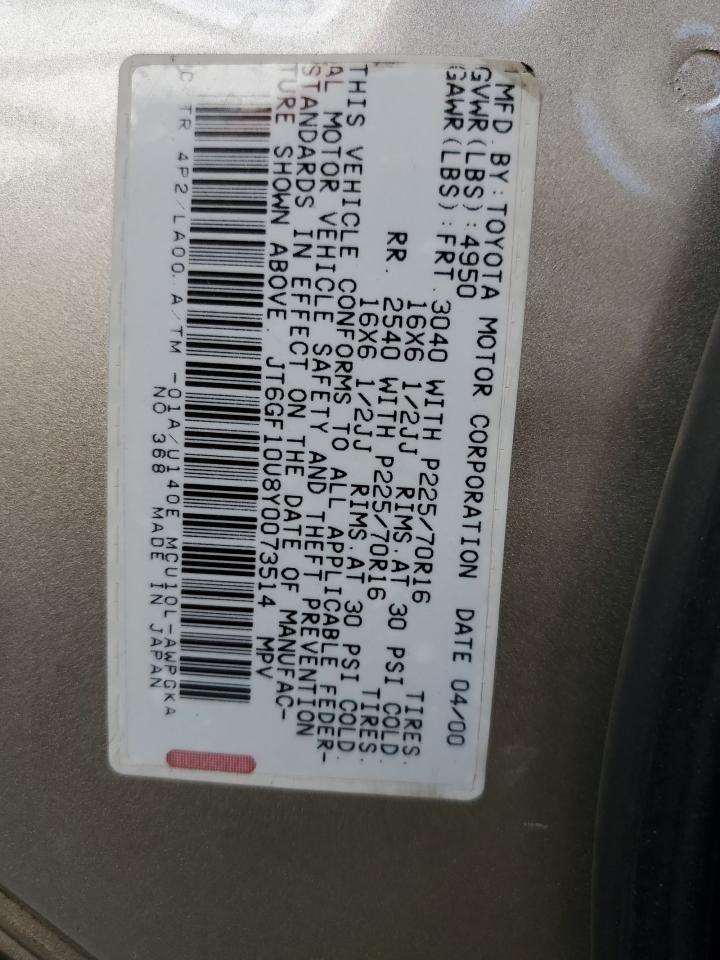 MFD. BY: TOYOTA MOTOR CORPORATION DATE 04/00
GVWR(LBS):4950
GAWR(LBS):FRT. 3040 WITH P225/70R16 TIRES.
16X6 1/2JJ RIMS.AT 30 PSI COLD.
RR. 2540 WITH P225/70R16 TIRES.
16X6 1/2JJ RIMS.AT 30 PSI COLD.
THIS VEHICLE CONFORMS TO ALL APPLICABLE FEDER-
AL MOTOR VEHICLE SAFETY AND THEFT PREVENTION
STANDARDS IN EFFECT ON THE DATE OF MANUFAC-
TURE SHOWN ABOVE. JT6GF10U8Y0073514 MPV
C TR. 4P2/LA00. A/TM -01A/U140E MCU10L-AWPGKA
NO 368 MADE IN JAPAN